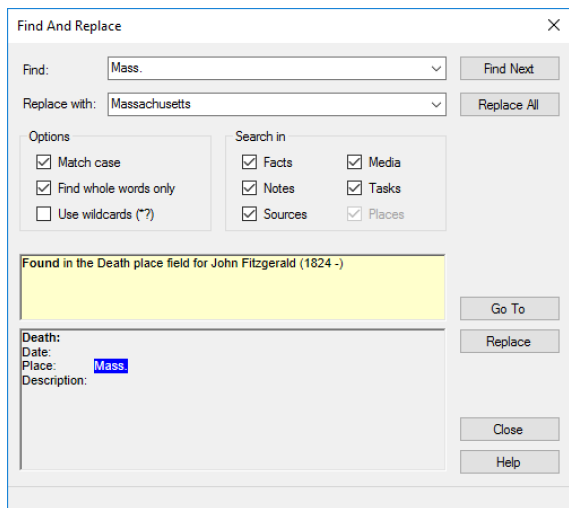 Find And Replace
Find: Mass. Find Next
Replace with: Massachusetts Replace All
Options Search in
Match case Facts Media
Find whole words only Notes Tasks
Use wildcards (*?) Sources Places
Found in the Death place field for John Fitzgerald (1824 -)
Go To
Death: Replace
Date:
Place: Mass.
Description:
Close
Help